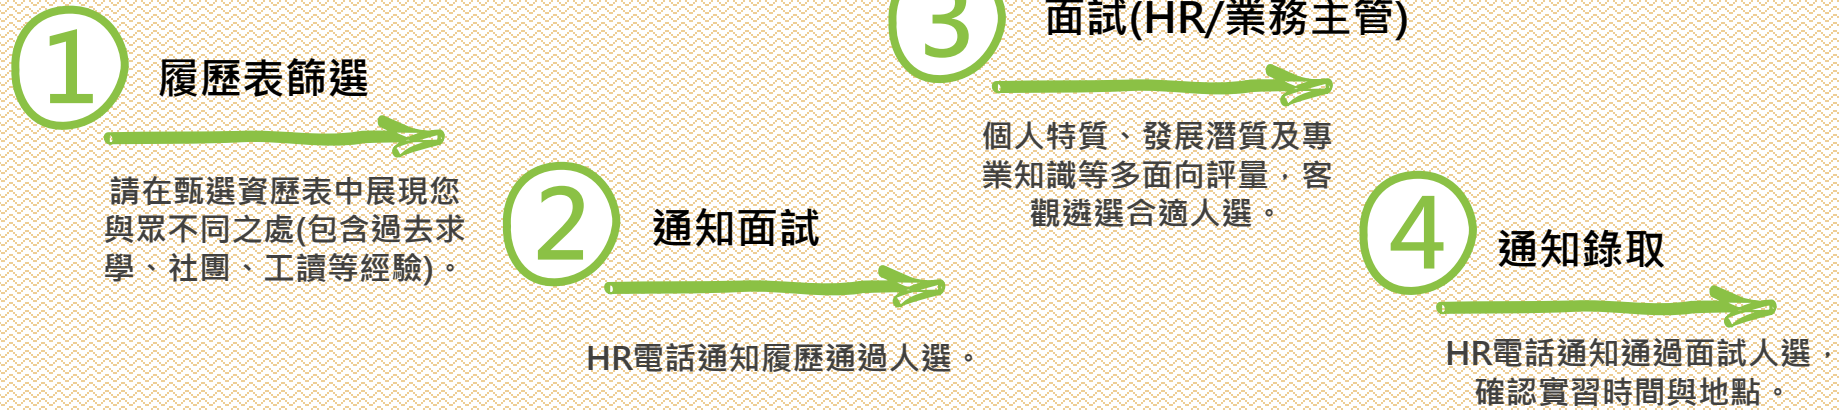 1
履歷表篩選
請在甄選資歷表中展現您
與眾不同之處(包含過去求
學、社團、工讀等經驗)。
2
通知面試
HR電話通知履歷通過人選。
3
面試(HR/業務主管)
個人特質、發展潛質及專
業知識等多面向評量，客
觀遴選合適人選。
4
通知錄取
HR電話通知通過面試人選，
確認實習時間與地點。